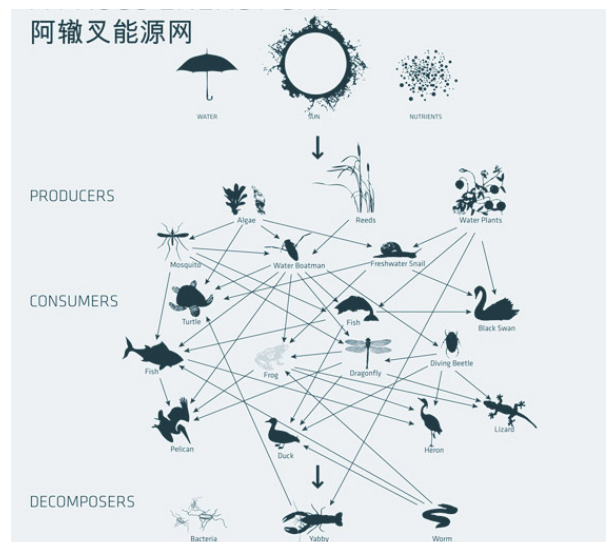 阿辙叉能源网
WATER
SUN
NUTRIENTS
PRODUCERS
Algae
Reeds
Water Plants
Mosquito
Water Boatman
Freshwater Snail
CONSUMERS
Turtle
Fish
Black Swan
Fish
Frog
Dragonfly
Diving Beetle
Pelican
Duck
Heron
Lizard
DECOMPOSERS
Bacteria
Yabby
Worm